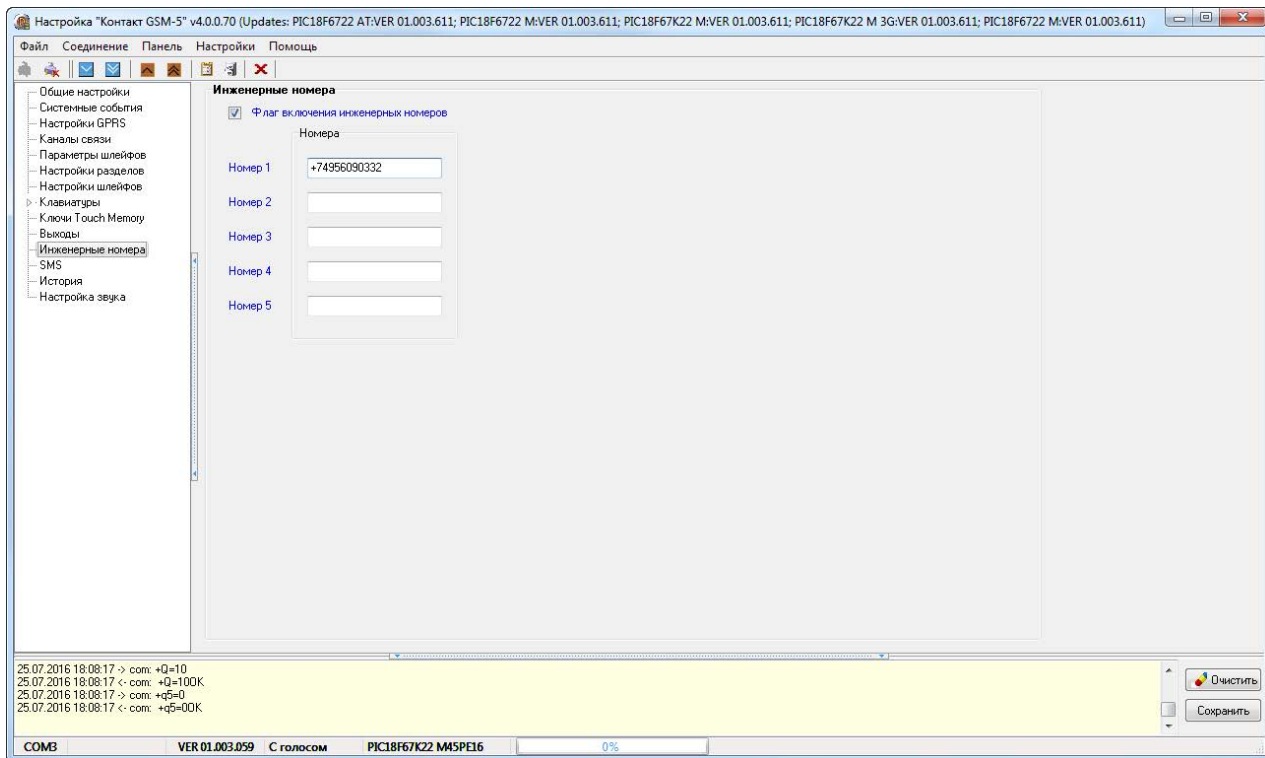 Настройка "Контакт GSM-5" v4.0.0.70 (Updates: PIC18F6722 AT:VER 01.003.611; PIC18F6722 M:VER 01.003.611; PIC18F67K22 M:VER 01.003.611; PIC18F67K22 M 3G:VER 01.003.611; PIC18F6722 M:VER 01.003.611)
Файл Соединение Панель Настройки Помощь
Общие настройки
Системные события
Настройки GPRS
Каналы связи
Параметры шлейфов
Настройки разделов
Настройки шлейфов
Клавиатуры
Ключи Touch Memory
Выходы
Инженерные номера
SMS
История
Настройка звука
Инженерные номера
Флаг включения инженерных номеров
Номера
Номер 1 +74956090332
Номер 2
Номер 3
Номер 4
Номер 5
25.07.2016 18:08:17 -> com: +Q=10
25.07.2016 18:08:17 <- com: +Q=10OK
25.07.2016 18:08:17 -> com: +q5=0
25.07.2016 18:08:17 <- com: +q5=0OK
Очистить
Сохранить
COM3 VER 01.003.059 С голосом PIC18F67K22 M45PE16 0%